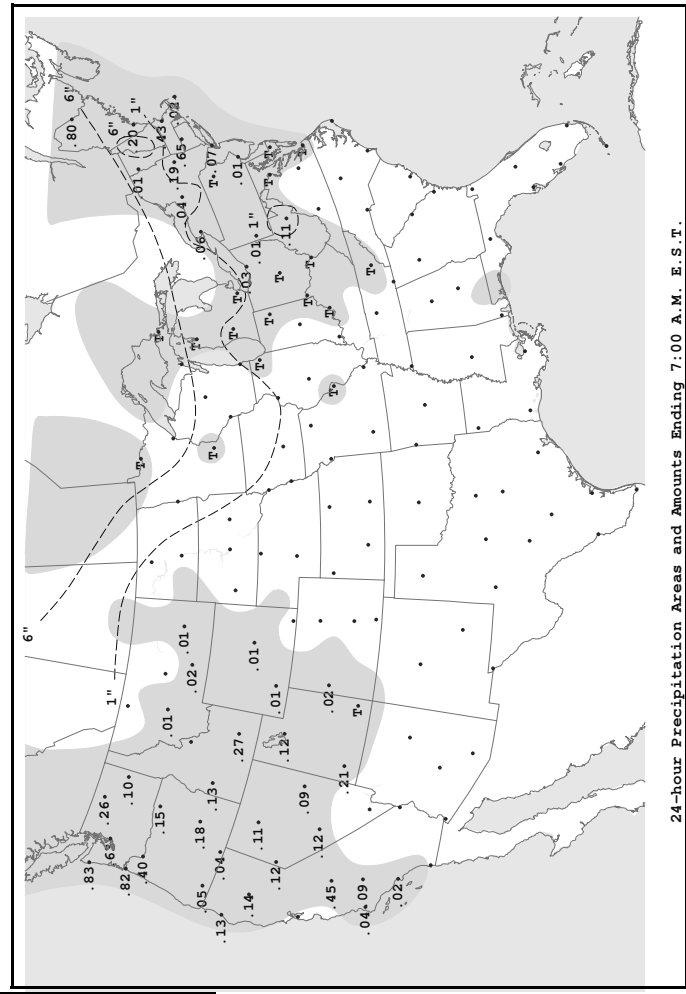 6"
6"
.80
.83
.26
.63
1"
6"
.82
.10
.20
1"
.01
T
.40
.15
T
.43
.01
.19
.02
.65
.01
.04
.02
T
.05
.18
.06
.13
T
T
.07
.13
.04
T
.27
T
.01
.03
.14
.01
.01
1"
.11
T
T
T
T
.12
.01
T
.12
.11
T
.09
T
T
.12
.02
T
.45
T
.21
T
.09
.04
T
.02
24-hour Precipitation Areas and Amounts Ending 7:00 A.M. E.S.T.